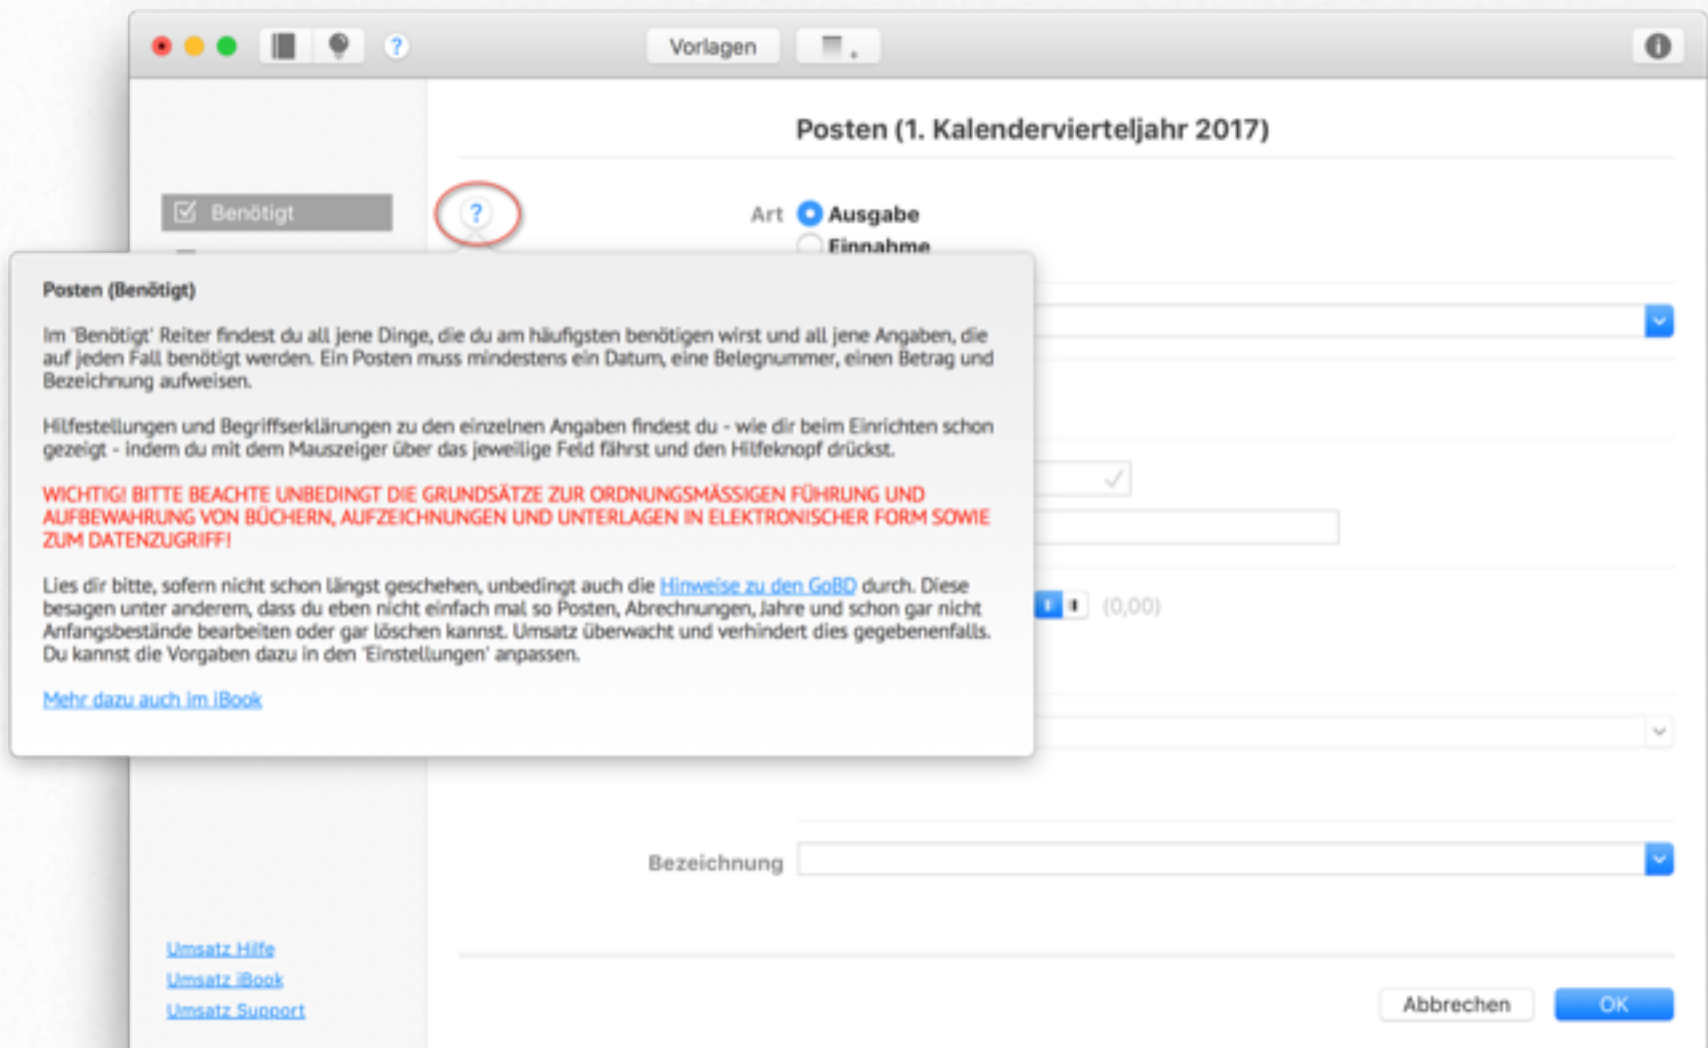 ?
Vorlagen
Posten (1. Kalendervierteljahr 2017)
Benötigt
?
Art
Ausgabe
Einnahme
Posten (Benötigt)
Im 'Benötigt' Reiter findest du all jene Dinge, die du am häufigsten benötigen wirst und all jene Angaben, die
auf jeden Fall benötigt werden. Ein Posten muss mindestens ein Datum, eine Belegnummer, einen Betrag und
Bezeichnung aufweisen.
Hilfestellungen und Begriffserklärungen zu den einzelnen Angaben findest du - wie dir beim Einrichten schon
gezeigt - indem du mit dem Mauszeiger über das jeweilige Feld fährst und den Hilfeknopf drückst.
WICHTIG! BITTE BEACHTE UNBEDINGT DIE GRUNDSÄTZE ZUR ORDNUNGSMÄSSIGEN FÜHRUNG UND
AUFBEWAHRUNG VON BÜCHERN, AUFZEICHNUNGEN UND UNTERLAGEN IN ELEKTRONISCHER FORM SOWIE
ZUM DATENZUGRIFF!
Lies dir bitte, sofern nicht schon längst geschehen, unbedingt auch die Hinweise zu den GoBD durch. Diese
besagen unter anderem, dass du eben nicht einfach mal so Posten, Abrechnungen, Jahre und schon gar nicht
Anfangsbestände bearbeiten oder gar löschen kannst. Umsatz überwacht und verhindert dies gegebenenfalls.
Du kannst die Vorgaben dazu in den 'Einstellungen' anpassen.
Mehr dazu auch im iBook
(0,00)
Bezeichnung
Umsatz Hilfe
Umsatz iBook
Umsatz Support
Abbrechen
OK